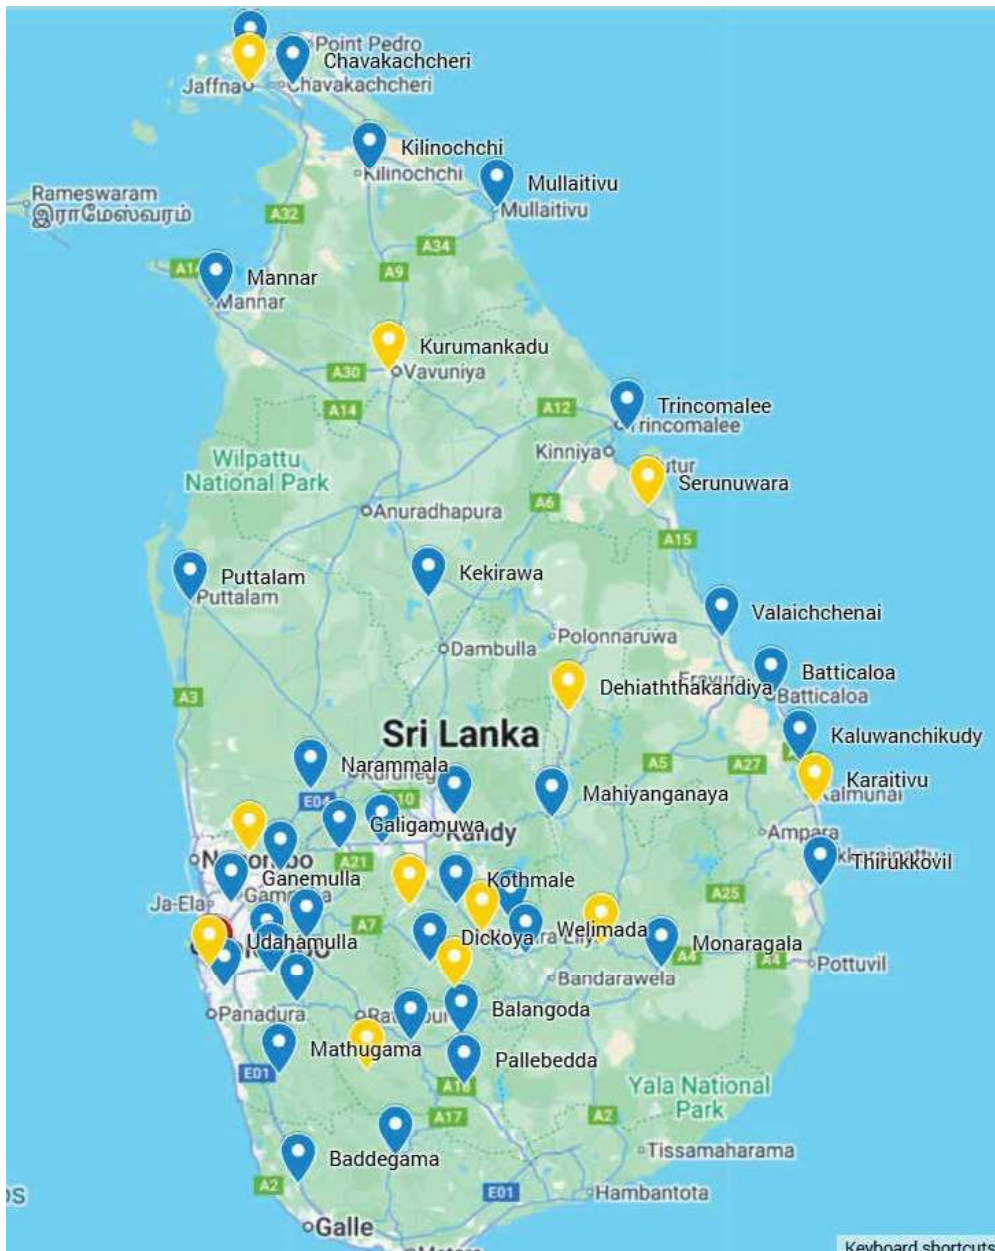 Point Pedro
Chavakachcheri
Jaffna
Chavakachcheri
Kilinochchi
Kilinochchi
Mullaitivu
Mullaitivu
Rameswaram
இராமேஸ்வரம்
A32
A34
A9
Mannar
Mannar
Kurumankadu
A30
Vavuniya
A14
A12
Trincomalee
Trincomalee
Kinniya
Wilpattu
National Park
Serunuwara
A6
Anuradhapura
A15
Puttalam
Puttalam
Kekirawa
Valaichchenai
Polonnaruwa
Dambulla
Batticaloa
Batticaloa
Dehiaththakandiya
A3
Sri Lanka
Kaluwanchikudy
Narammala
A5
A27
Karaitivu
Mahiyanganaya
E04
Galigamuwa
Kandy
Ampara
A21
Thirukkovil
Ganemulla
Kothmale
A25
Ja-Ela
A7
Udahamulla
Dickoya
Welimada
Monaragala
A4
A4
Pottuvil
Bandarawela
Panadura
Balangoda
Mathugama
Pallebedda
E01
A18
Yala National
Park
A17
A2
Baddegama
Tissamaharama
A2
E01
Hambantota
Galle
Keyboard shortcuts